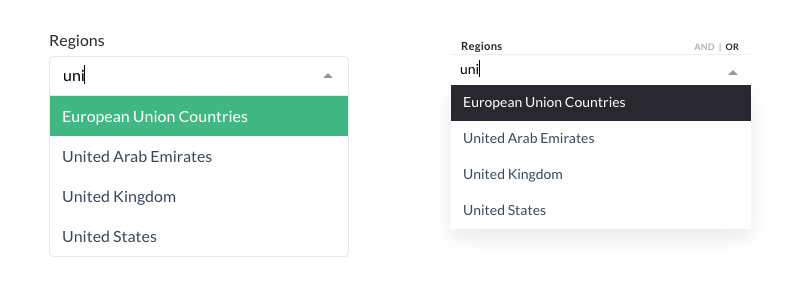 Regions
uni
European Union Countries
United Arab Emirates
United Kingdom
United States
Regions AND | OR
uni
European Union Countries
United Arab Emirates
United Kingdom
United States